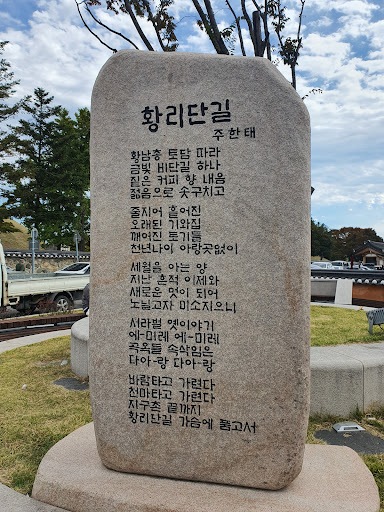 황리단길
주한태
황남층 토담 따라
금빛 비단길 하나
짙은 커피 향 내음
젊음으로 솟구치고
줄지어 흩어진
오래된 기와질
깨어진 토기들
천년나이 아랑곳없이
세월을 아는 양
지난 흔적 이제와
새로운 멋이 되어
노닐고자 미소지으니
서라벌 옛이야기
에-미레 에-미레
곡옥들 속삭임은
다아-랑 다아-랑
바람타고 가련다
천마타고 가련다
지구촌 끝까지
황리단길 가슴에 품고서